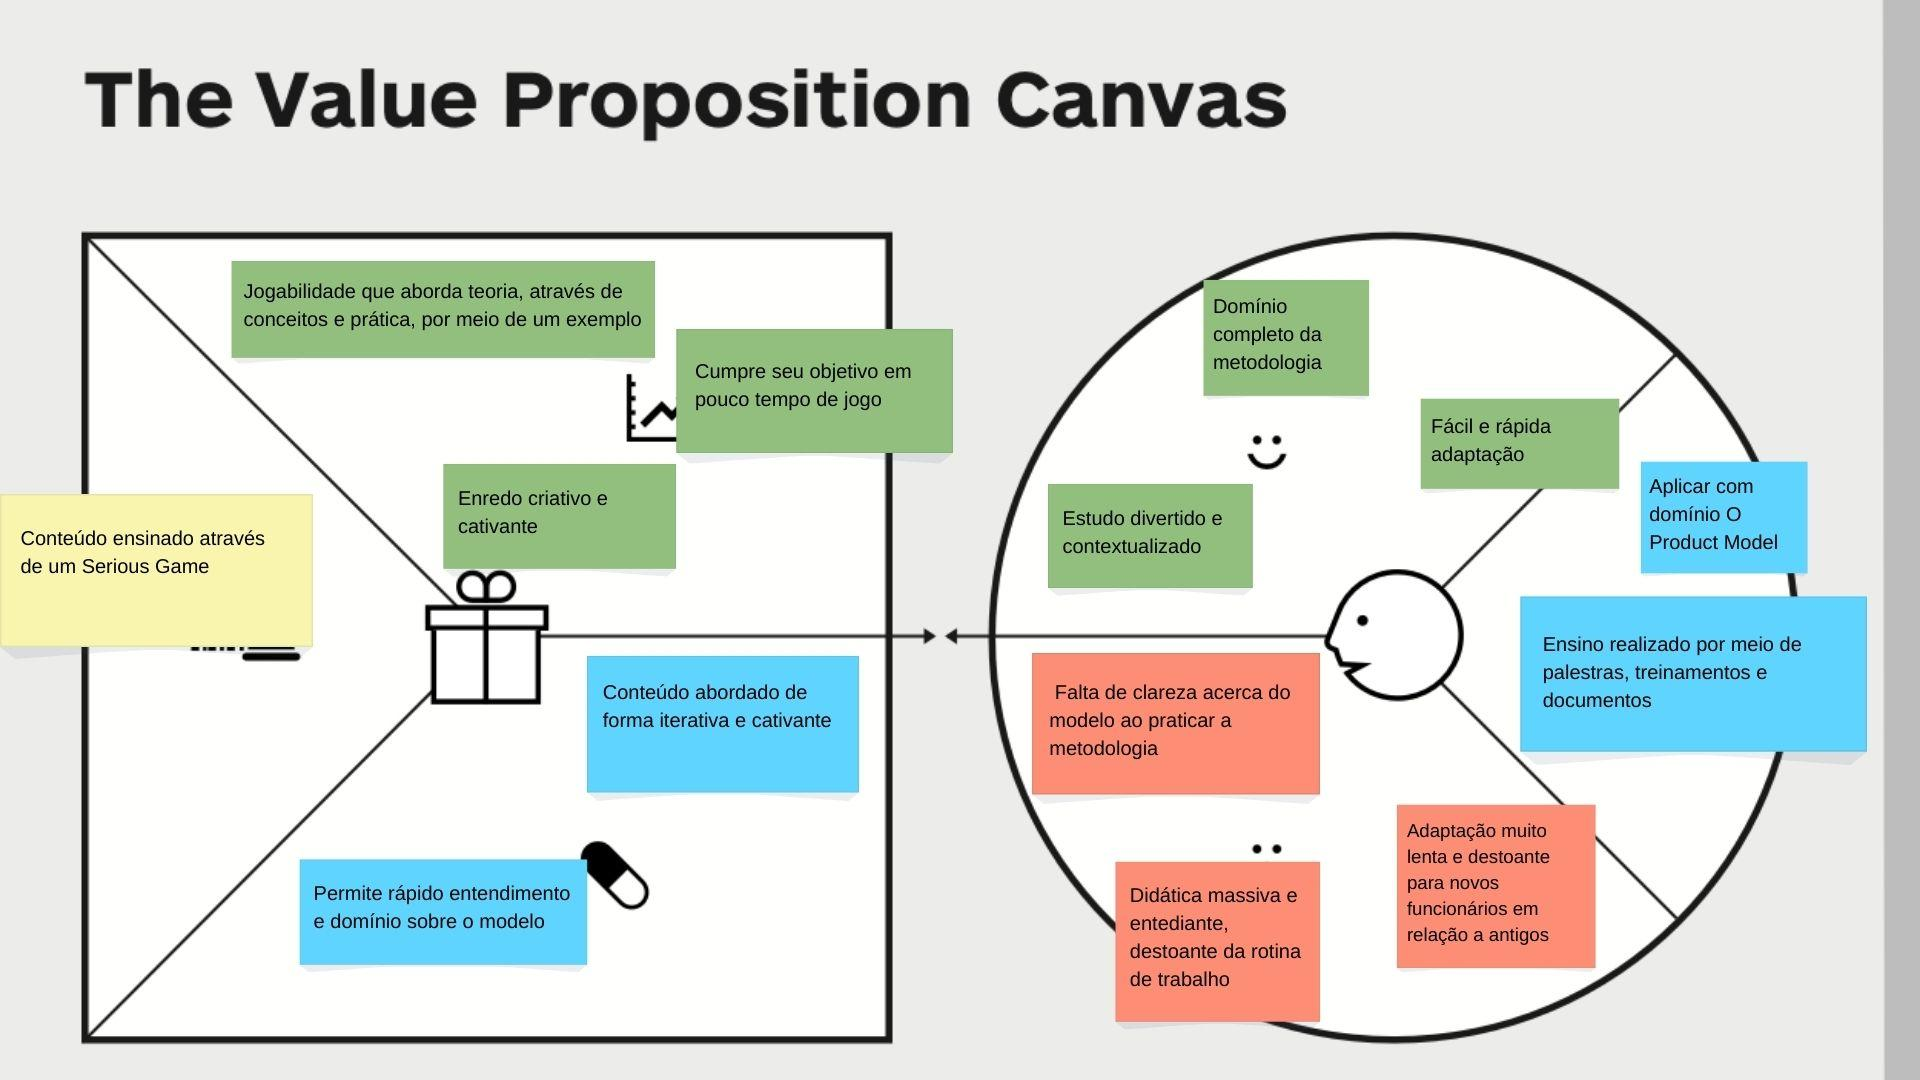 The Value Proposition Canvas
Jogabilidade que aborda teoria, através de
conceitos e prática, por meio de um exemplo
Cumpre seu objetivo em
pouco tempo de jogo
Enredo criativo e
cativante
Conteúdo ensinado através
de um Serious Game
Conteúdo abordado de
forma iterativa e cativante
Permite rápido entendimento
e domínio sobre o modelo
Domínio
completo da
metodologia
Fácil e rápida
adaptação
Estudo divertido e
contextualizado
Aplicar com
domínio O
Product Model
Ensino realizado por meio de
palestras, treinamentos e
documentos
Falta de clareza acerca do
modelo ao praticar a
metodologia
Adaptação muito
lenta e destoante
para novos
funcionários em
relação a antigos
Didática massiva e
entediante,
destoante da rotina
de trabalho